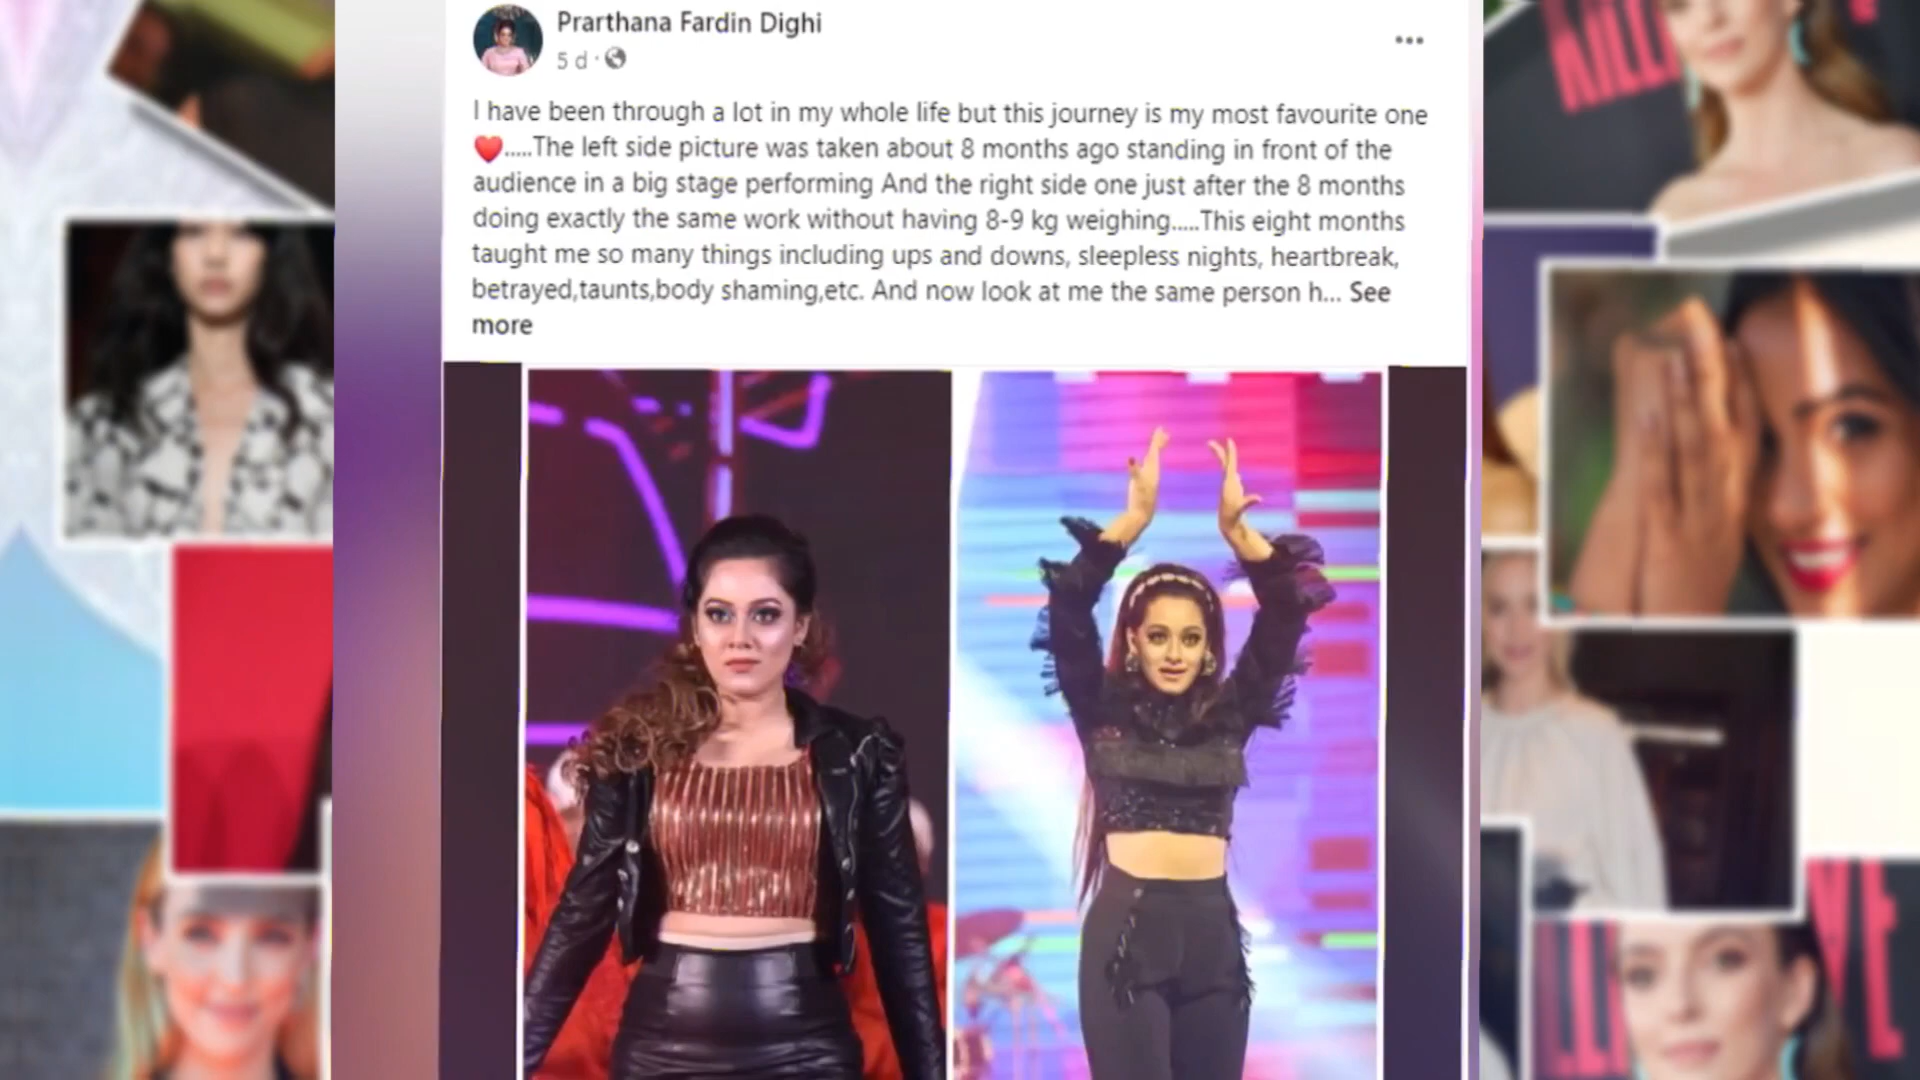 Prarthana Fardin Dighi
5 d ·
I have been through a lot in my whole life but this journey is my most favourite one
❤️.....The left side picture was taken about 8 months ago standing in front of the
audience in a big stage performing And the right side one just after the 8 months
doing exactly the same work without having 8-9 kg weighing.....This eight months
taught me so many things including ups and downs, sleepless nights, heartbreak,
betrayed,taunts,body shaming,etc. And now look at me the same person h... See
more